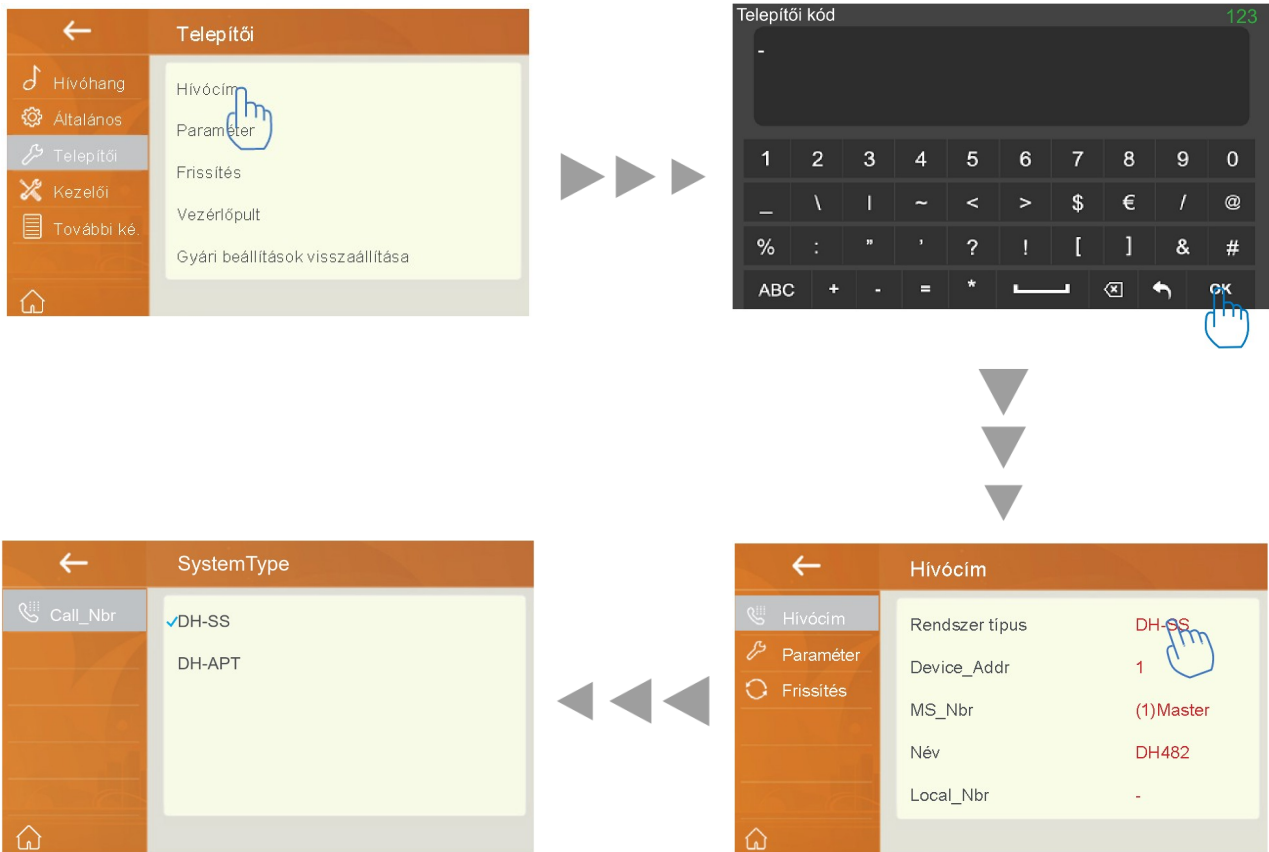 Telepítői
Hívóhang
Általános
Telepítői
Kezelői
További ké.
Hívócím
Paraméter
Frissítés
Vezérlőpult
Gyári beállítások visszaállítása
Telepítői kód
123
-
1 2 3 4 5 6 7 8 9 0
_ \ | ~ < > $ € / @
% : " ' ? ! [ ] & #
ABC + - = * OK
SystemType
Call_Nbr
✓DH-SS
DH-APT
Hívócím
Hívócím
Paraméter
Frissítés
Rendszer típus DH-SS
Device_Addr 1
MS_Nbr (1)Master
Név DH482
Local_Nbr -